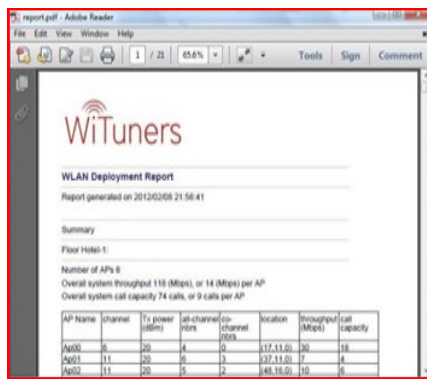 report.pdf - Adobe Reader
File Edit View Window Help
1 / 21 65.6% Tools Sign Comment
WiTuners
WLAN Deployment Report
Report generated on 2012/02/08 21:58:41
Summary
Floor Hotel-1:
Number of APs 8
Overall system throughput 118 (Mbps), or 14 (Mbps) per AP
Overall system call capacity 74 calls, or 9 calls per AP
AP Name channel Tx power (dBm) all-channel nbrs co-channel nbrs location throughput (Mbps) call capacity
Ap00 6 20 4 0 (17,11,0) 30 18
Ap01 11 20 6 3 (37,11,0) 7 4
Ap02 11 20 5 2 (48,16,0) 10 6